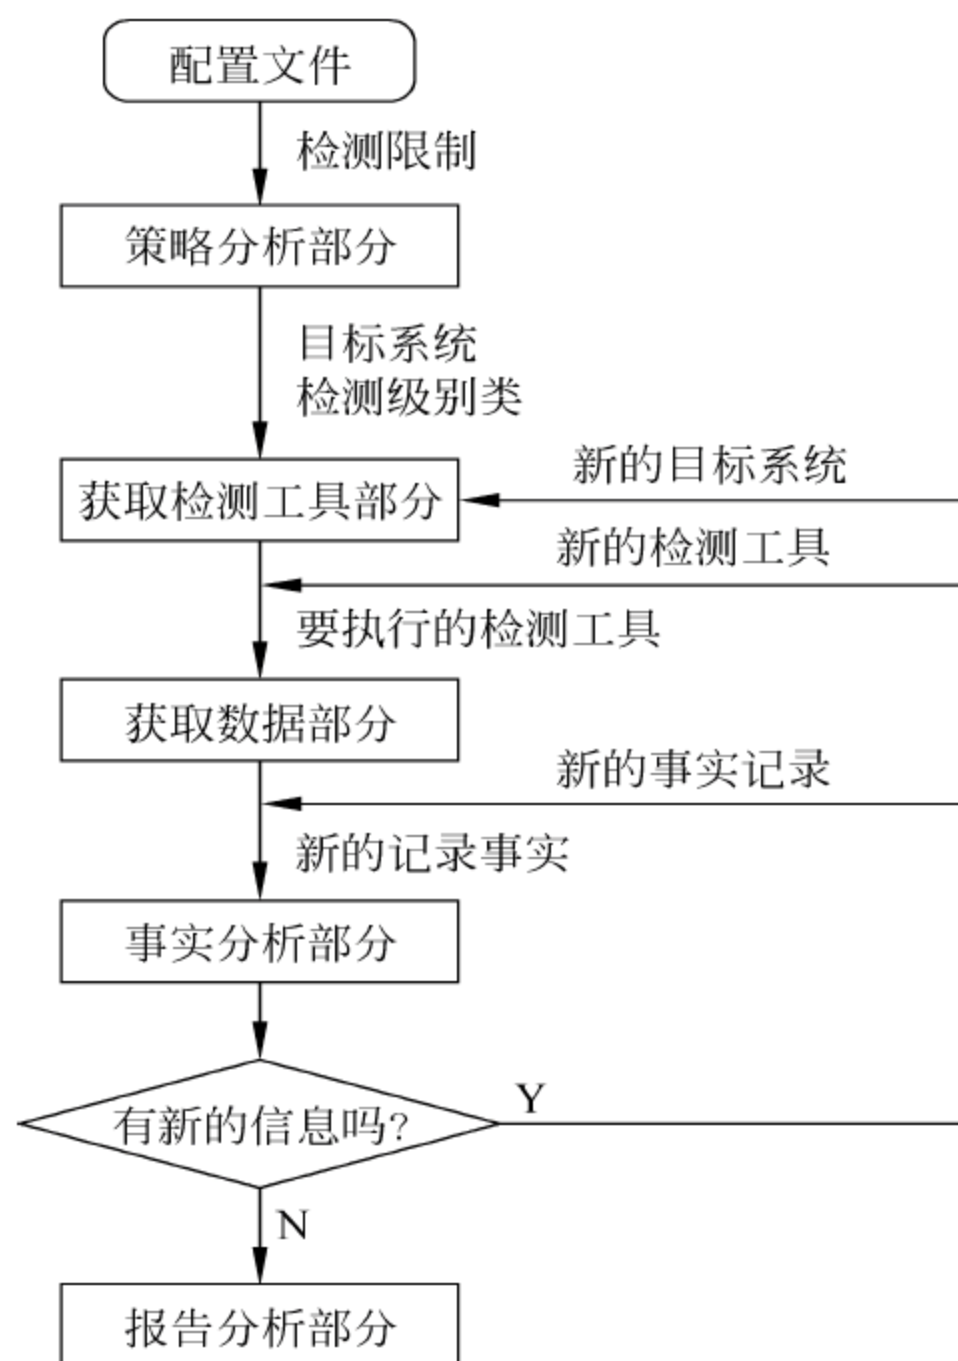 配置文件
检测限制
策略分析部分
目标系统
检测级别类
新的目标系统
获取检测工具部分
新的检测工具
要执行的检测工具
获取数据部分
新的事实记录
新的记录事实
事实分析部分
Y
有新的信息吗?
N
报告分析部分